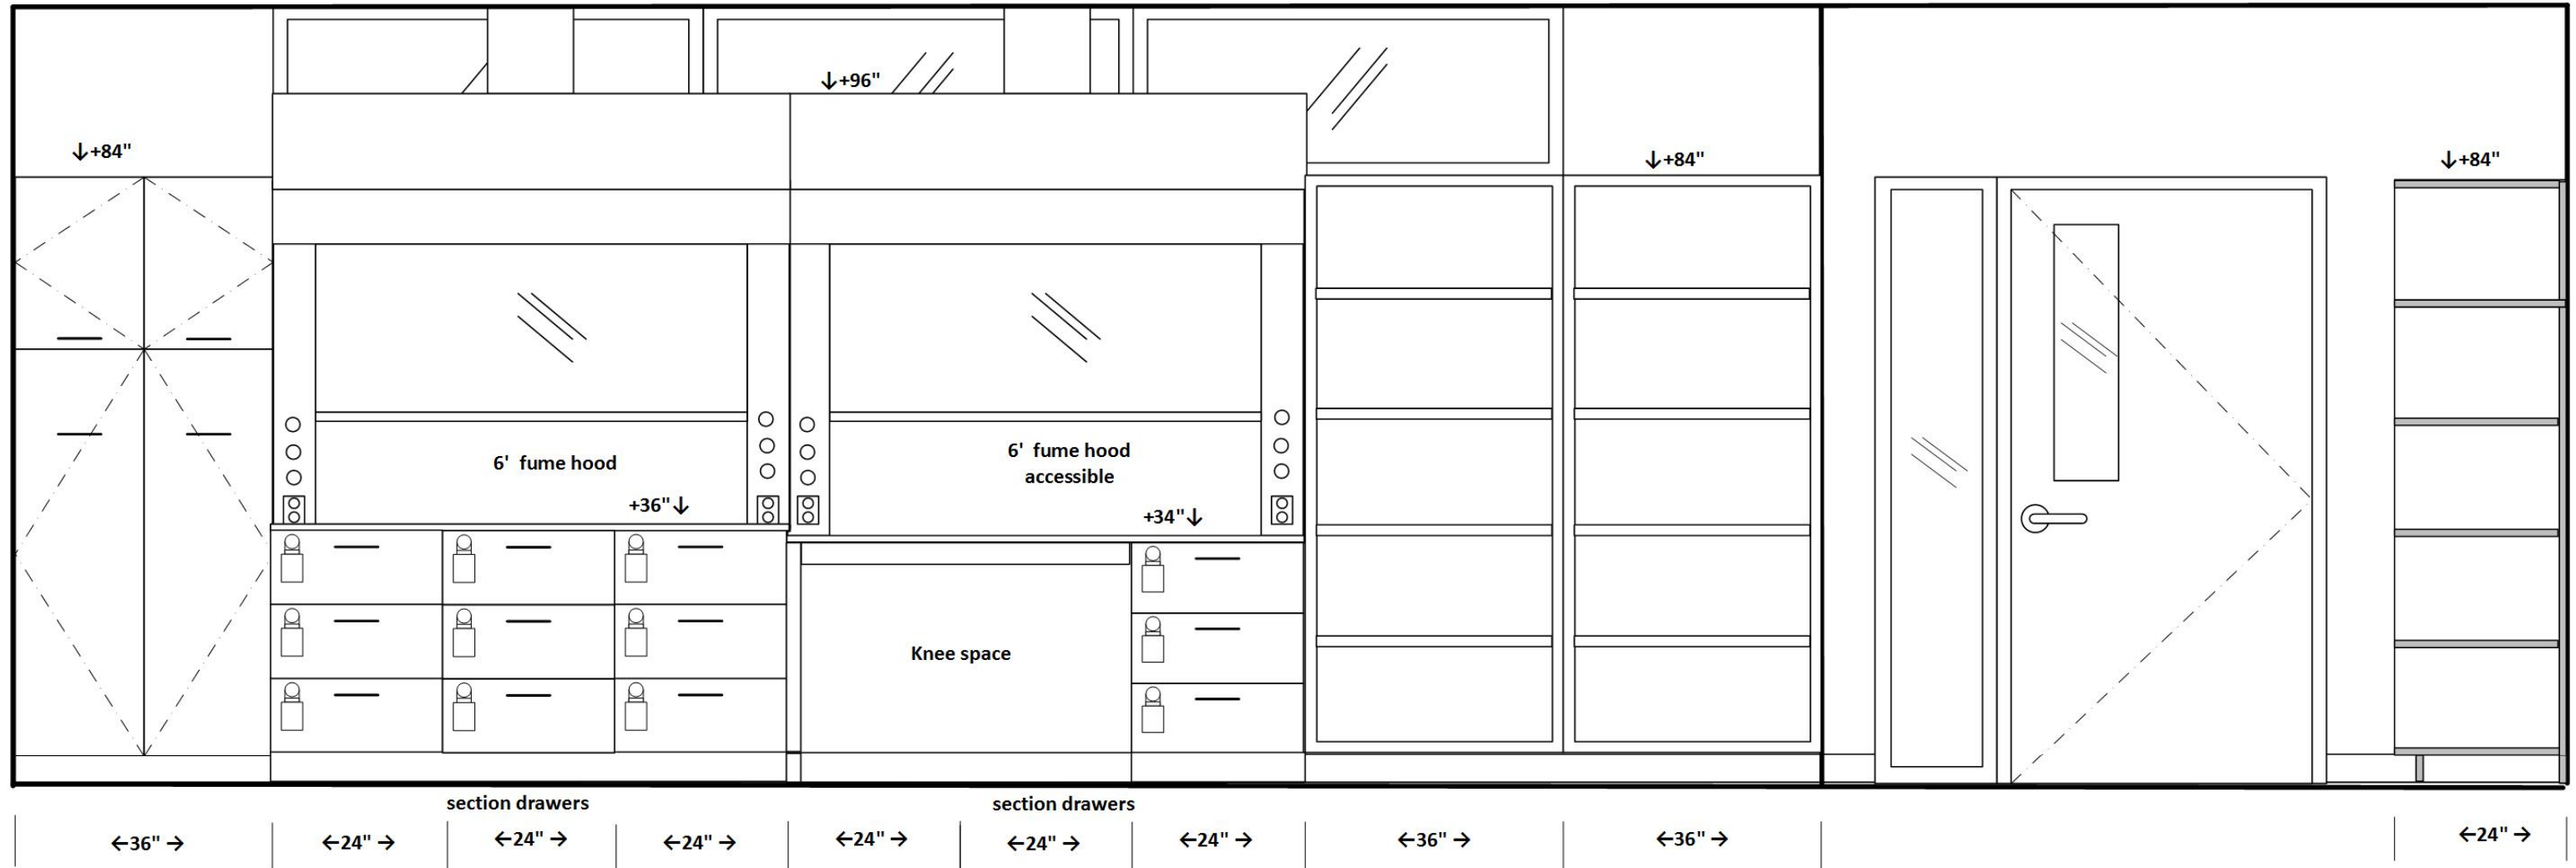 ↓+96"
↓+84"
↓+84"
↓+84"
6'  fume hood
6'  fume hood
accessible
+36"↓
+34"↓
Knee space
section drawers
section drawers
←36" →
←24" →
←24" →
←24" →
←24" →
←24" →
←24" →
←36" →
←36" →
←24" →